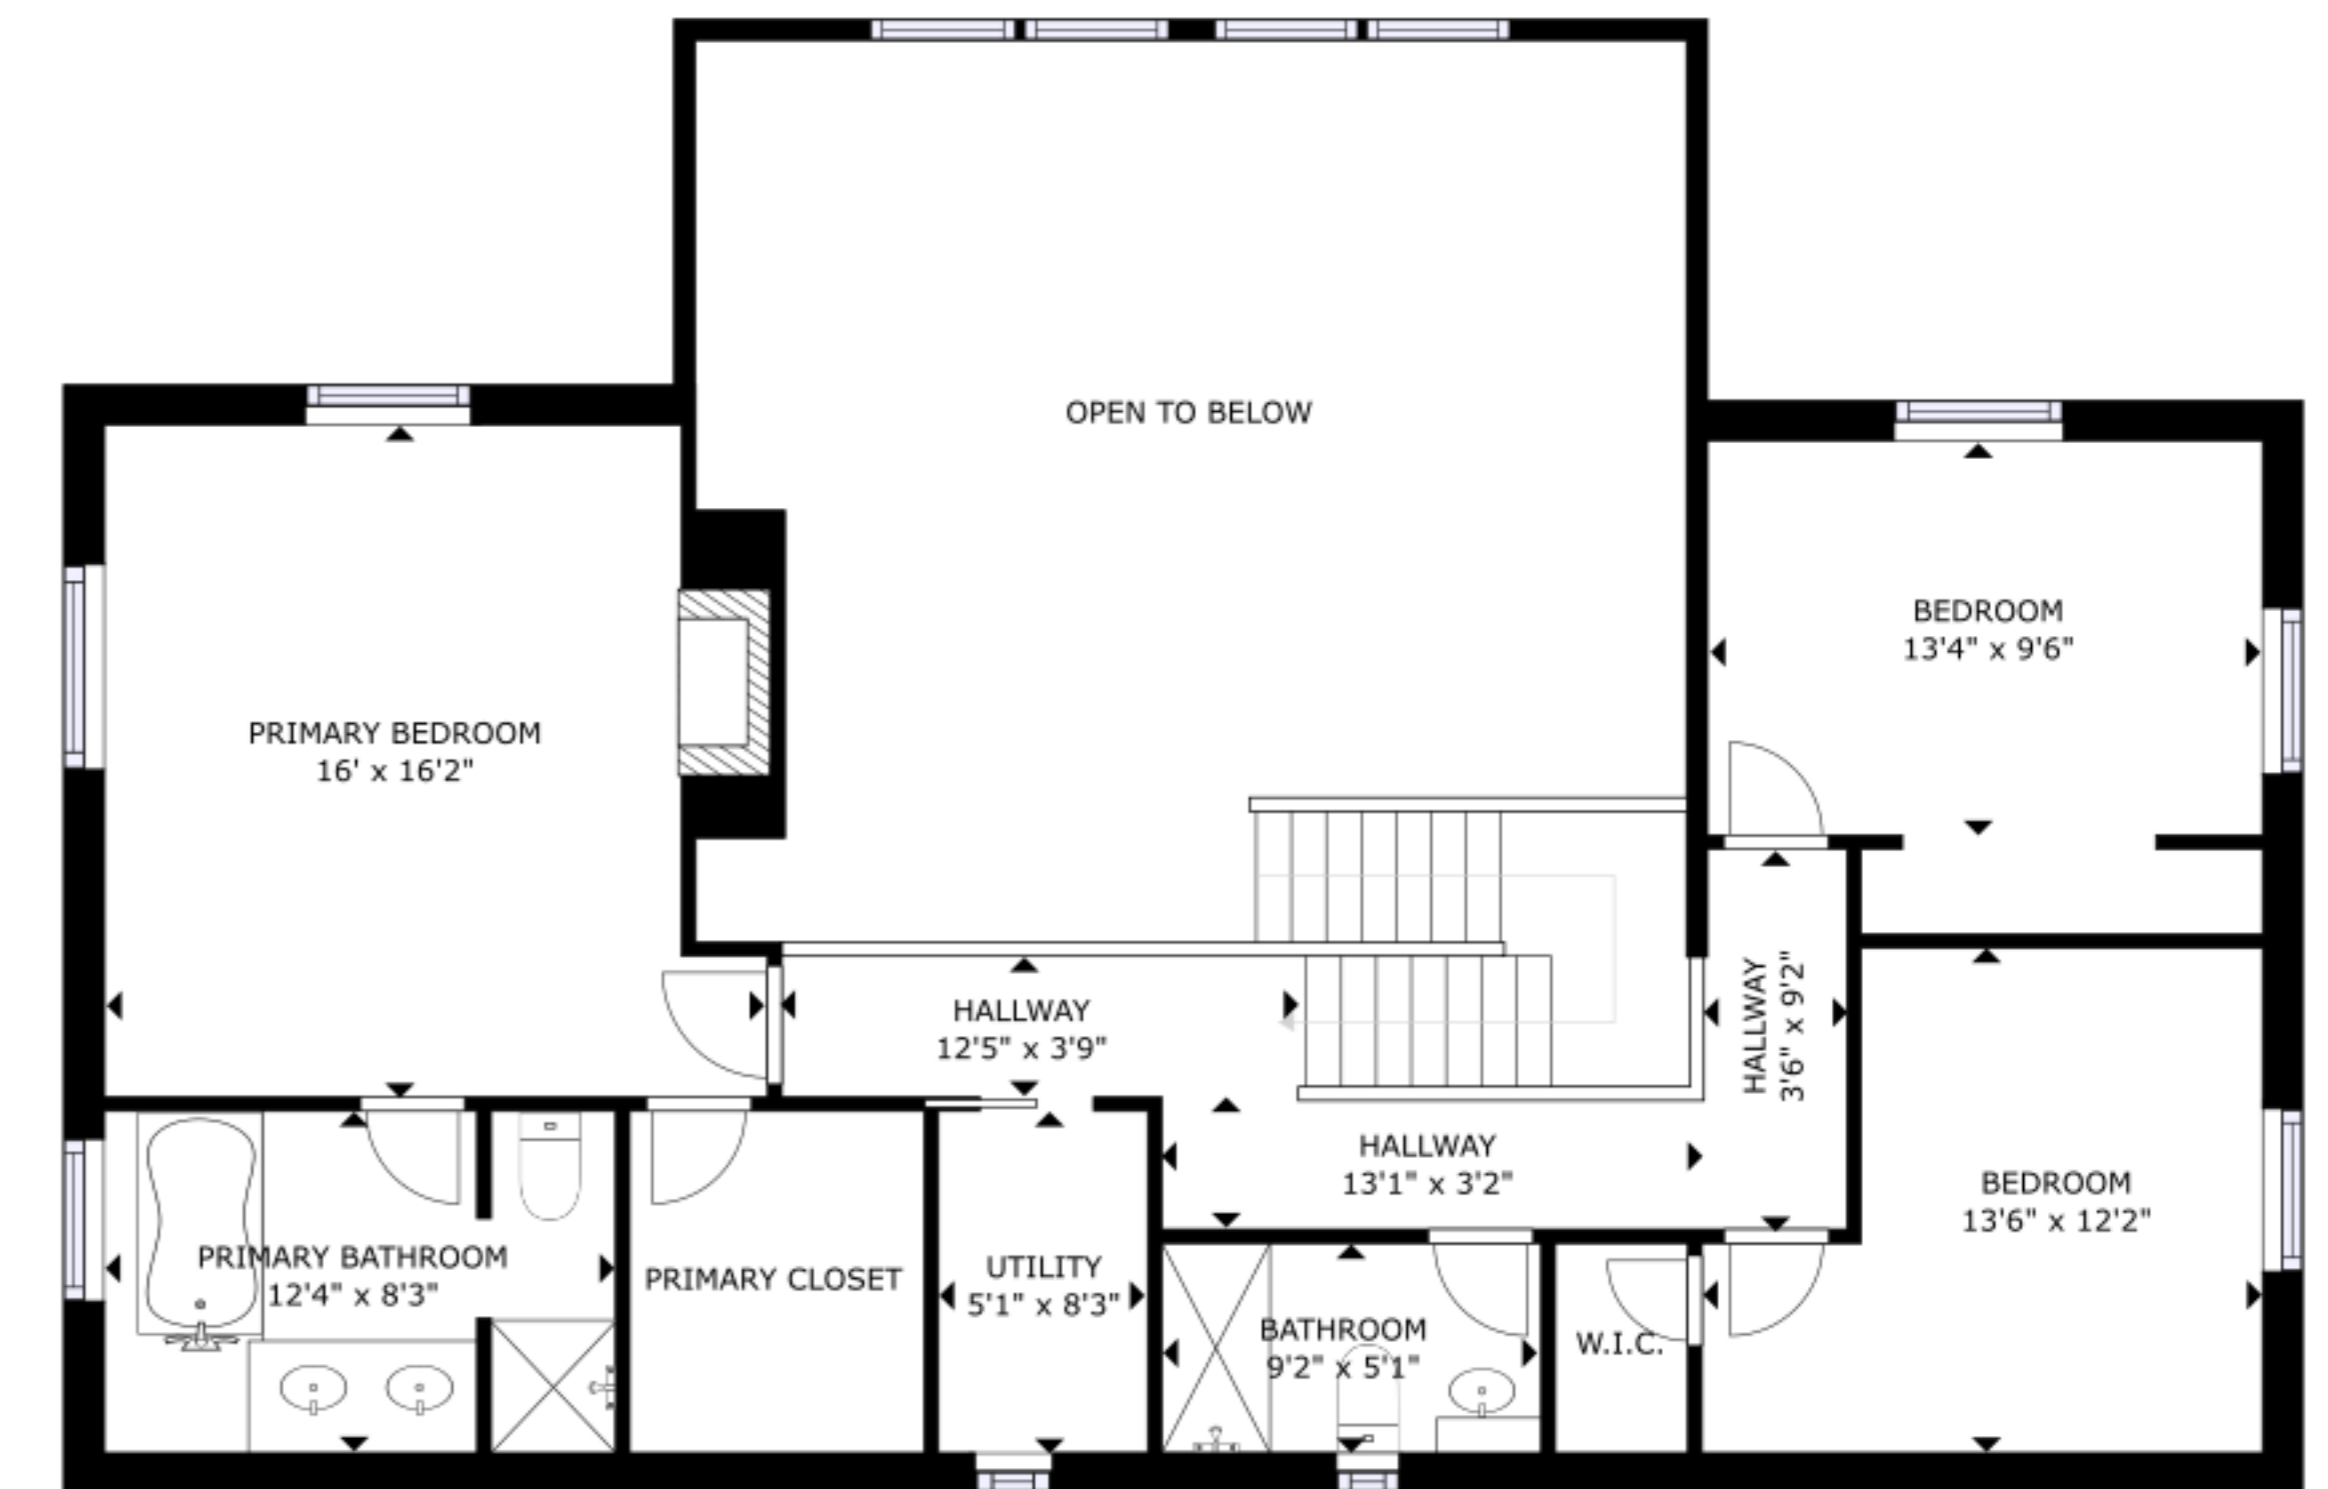 OPEN TO BELOW
BEDROOM
13'4" x 9'6"
PRIMARY BEDROOM
16' x 16'2"
HALLWAY
12'5" x 3'9"
HALLWAY
3'6" x 9'2"
HALLWAY
13'1" x 3'2"
BEDROOM
13'6" x 12'2"
PRIMARY BATHROOM
12'4" x 8'3"
PRIMARY CLOSET
UTILITY
5'1" x 8'3"
BATHROOM
9'2" x 5'1"
W.I.C.